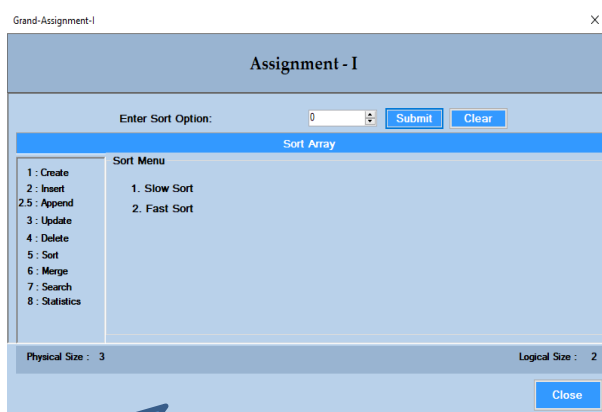 Grand-Assignment-I
Assignment - I
Enter Sort Option: 0 Submit Clear
Sort Array
Sort Menu
1 : Create
2 : Insert
2.5 : Append
3 : Update
4 : Delete
5 : Sort
6 : Merge
7 : Search
8 : Statistics
1. Slow Sort
2. Fast Sort
Physical Size : 3 Logical Size : 2
Close